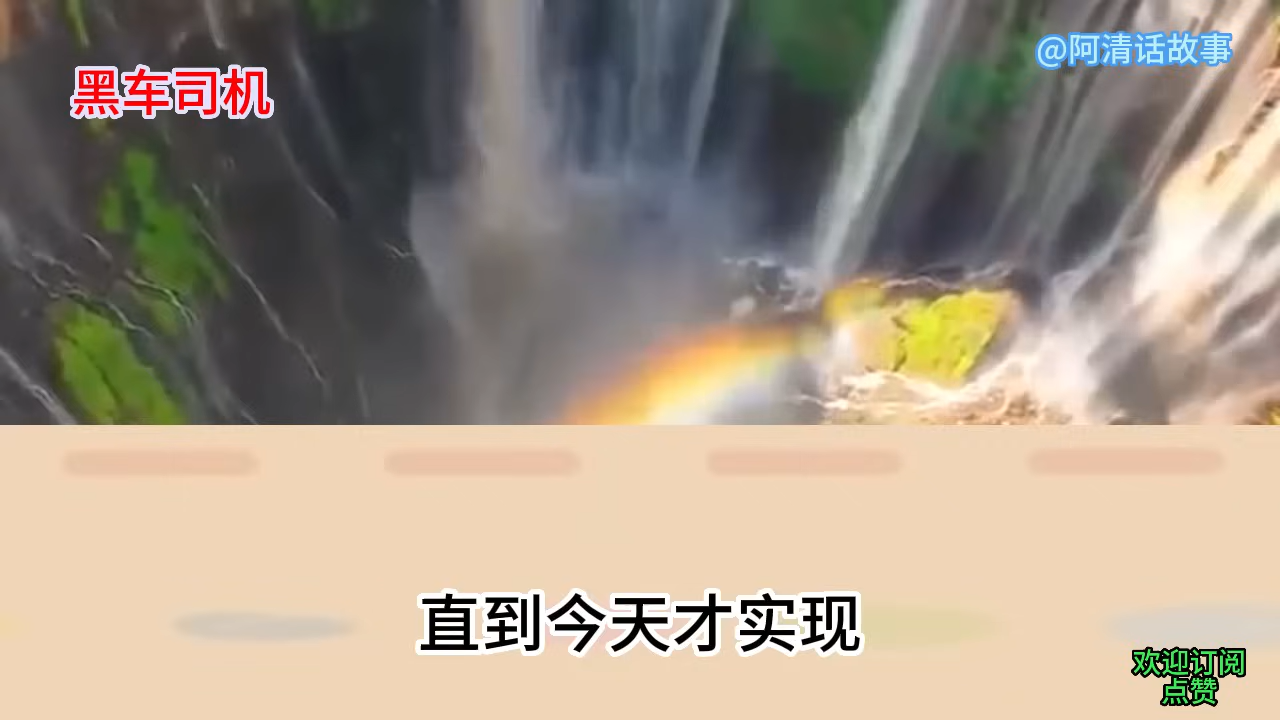 @阿清话故事
黑车司机
直到今天才实现
欢迎订阅
点赞